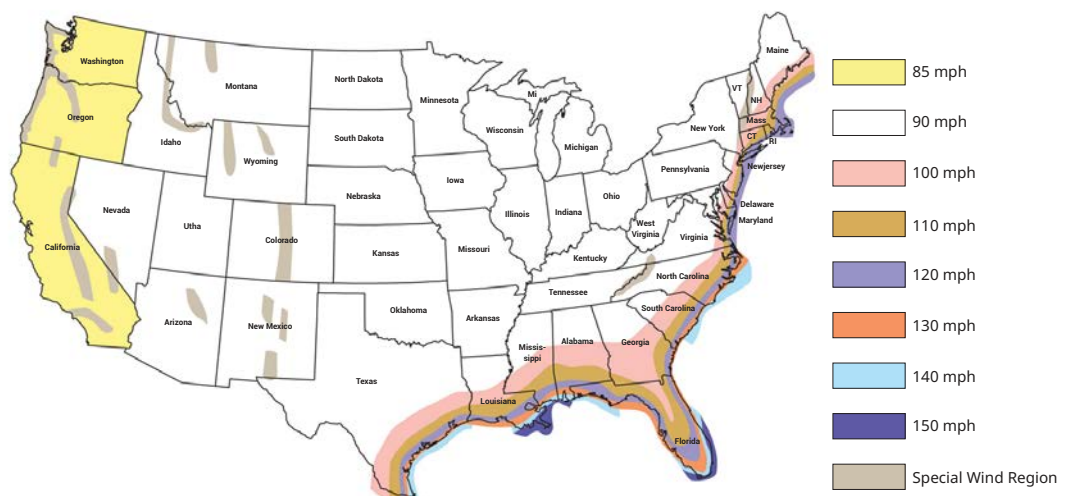 Washington
Oregon
California
Nevada
Idaho
Montana
Wyoming
Utha
Arizona
Colorado
New Mexico
North Dakota
South Dakota
Nebraska
Kansas
Oklahoma
Texas
Minnesota
Iowa
Missouri
Arkansas
Louisiana
Wisconsin
Mi
Michigan
Illinois
Indiana
Ohio
Kentucky
Tennessee
Missis-
sippi
Alabama
Georgia
Florida
South Carolina
North Carolina
Virginia
West
Virginia
Pennsylvania
New York
Maine
VT
NH
Mass
CT
RI
Newjersey
Delaware
Maryland
85 mph
90 mph
100 mph
110 mph
120 mph
130 mph
140 mph
150 mph
Special Wind Region